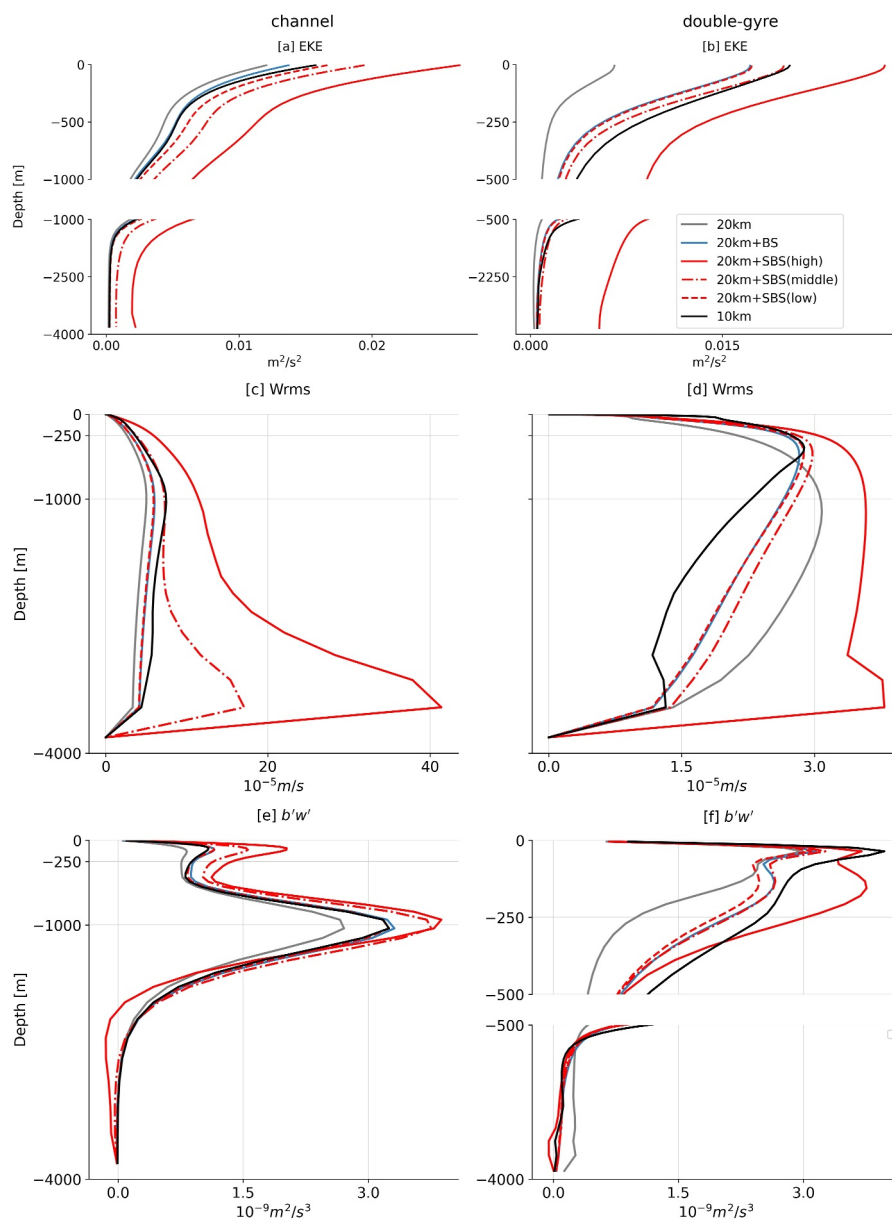 channel
double-gyre
[a] EKE
[b] EKE
0
−500
−1000
0
−250
−500
Depth [m]
−1000
−2500
−4000
−500
−2250
20km
20km+BS
20km+SBS(high)
20km+SBS(middle)
20km+SBS(low)
10km
0.00
0.01
0.02
0.000
0.015
m²/s²
m²/s²
[c] Wrms
[d] Wrms
0
−250
−1000
−4000
Depth [m]
0
20
40
0.0
1.5
3.0
10⁻⁵m/s
10⁻⁵m/s
[e] b′w′
[f] b′w′
0
−250
−1000
−4000
Depth [m]
0
−250
−500
−500
−4000
0.0
1.5
3.0
0.0
1.5
3.0
10⁻⁹m²/s³
10⁻⁹m²/s³